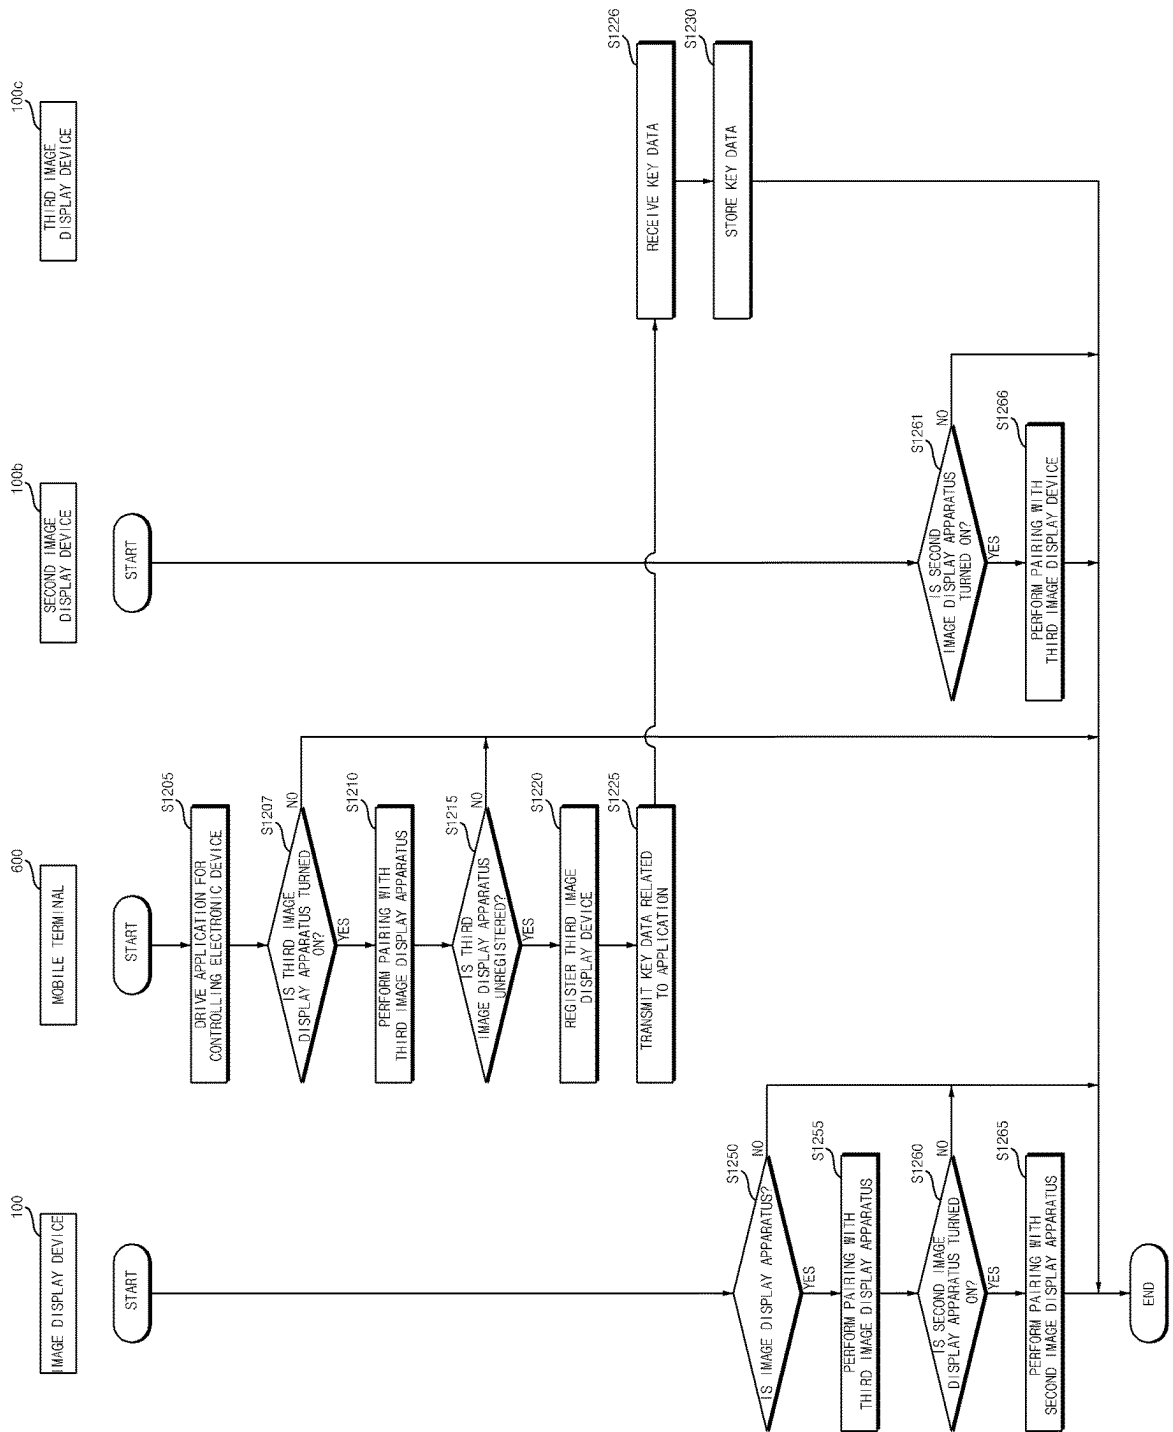 100
IMAGE DISPLAY DEVICE
START
S1250
IS IMAGE DISPLAY APPARATUS?
NO
YES
S1255
PERFORM PAIRING WITH
THIRD IMAGE DISPLAY APPARATUS
S1260
IS SECOND IMAGE
DISPLAY APPARATUS TURNED
ON?
NO
YES
S1265
PERFORM PAIRING WITH
SECOND IMAGE DISPLAY APPARATUS
END
600
MOBILE TERMINAL
START
S1205
DRIVE APPLICATION FOR
CONTROLLING ELECTRONIC DEVICE
S1207
IS THIRD IMAGE
DISPLAY APPARATUS TURNED
ON?
NO
YES
S1210
PERFORM PAIRING WITH
THIRD IMAGE DISPLAY APPARATUS
S1215
IS THIRD
IMAGE DISPLAY APPARATUS
UNREGISTERED?
NO
YES
S1220
REGISTER THIRD IMAGE
DISPLAY DEVICE
S1225
TRANSMIT KEY DATA RELATED
TO APPLICATION
100b
SECOND IMAGE
DISPLAY DEVICE
START
S1261
IS SECOND
IMAGE DISPLAY APPARATUS
TURNED ON?
NO
YES
S1266
PERFORM PAIRING WITH
THIRD IMAGE DISPLAY DEVICE
100c
THIRD IMAGE
DISPLAY DEVICE
S1226
RECEIVE KEY DATA
S1230
STORE KEY DATA